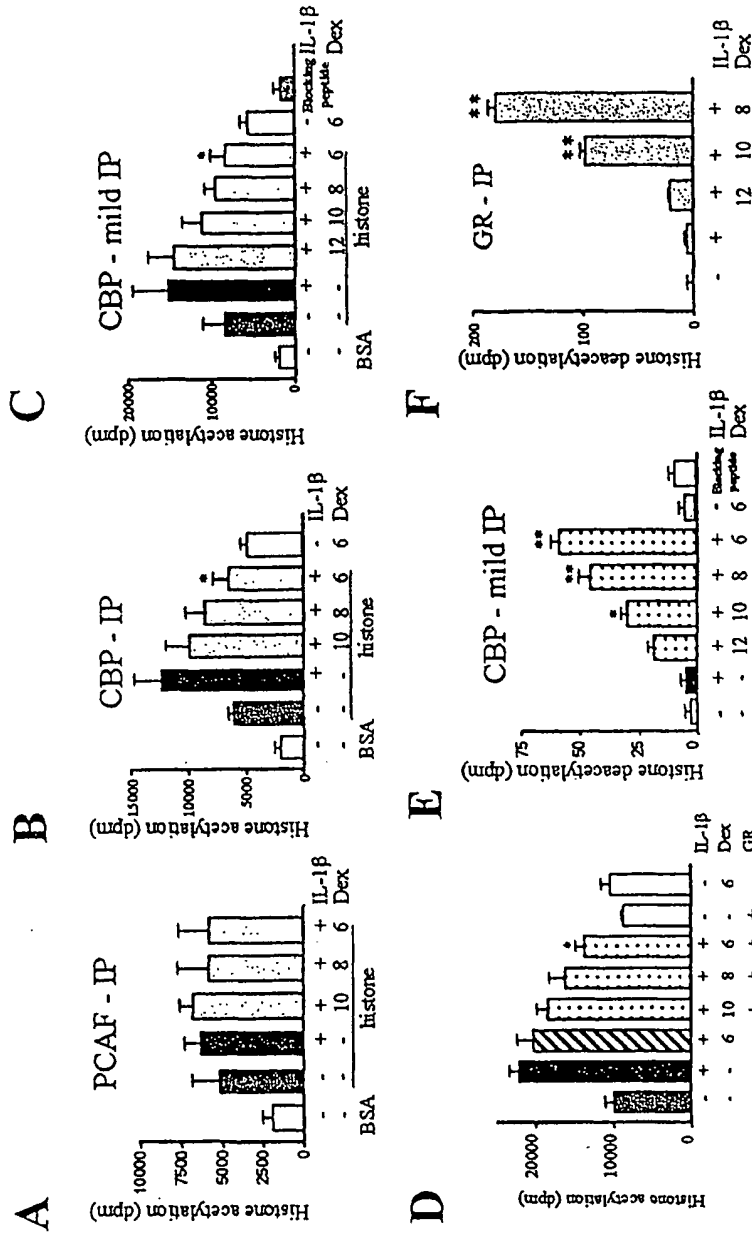 A
PCAF - IP
Histone acetylation (dpm)
10000
7500
5000
2500
0
- - + + + + IL-1β
- - - 10 8 6 Dex
BSA histone
B
CBP - IP
Histone acetylation (dpm)
15000
10000
5000
0
*
- - + + + + - IL-1β
- - - 10 8 6 6 Dex
BSA histone
C
CBP - mild IP
Histone acetylation (dpm)
20000
10000
0
*
- - + + + + + - Blocking IL-1β
- - - 12 10 8 6 6 peptide Dex
BSA histone
D
Histone acetylation (dpm)
20000
10000
0
*
- + + + + + - - IL-1β
- - 6 10 8 6 - 6 Dex
GR
E
CBP - mild IP
Histone deacetylation (dpm)
75
50
25
0
* ** **
- + + + + + - Blocking IL-1β
- - 12 10 8 6 6 peptide Dex
F
GR - IP
Histone deacetylation (dpm)
200
100
0
** **
- + + + + IL-1β
12 10 8 Dex